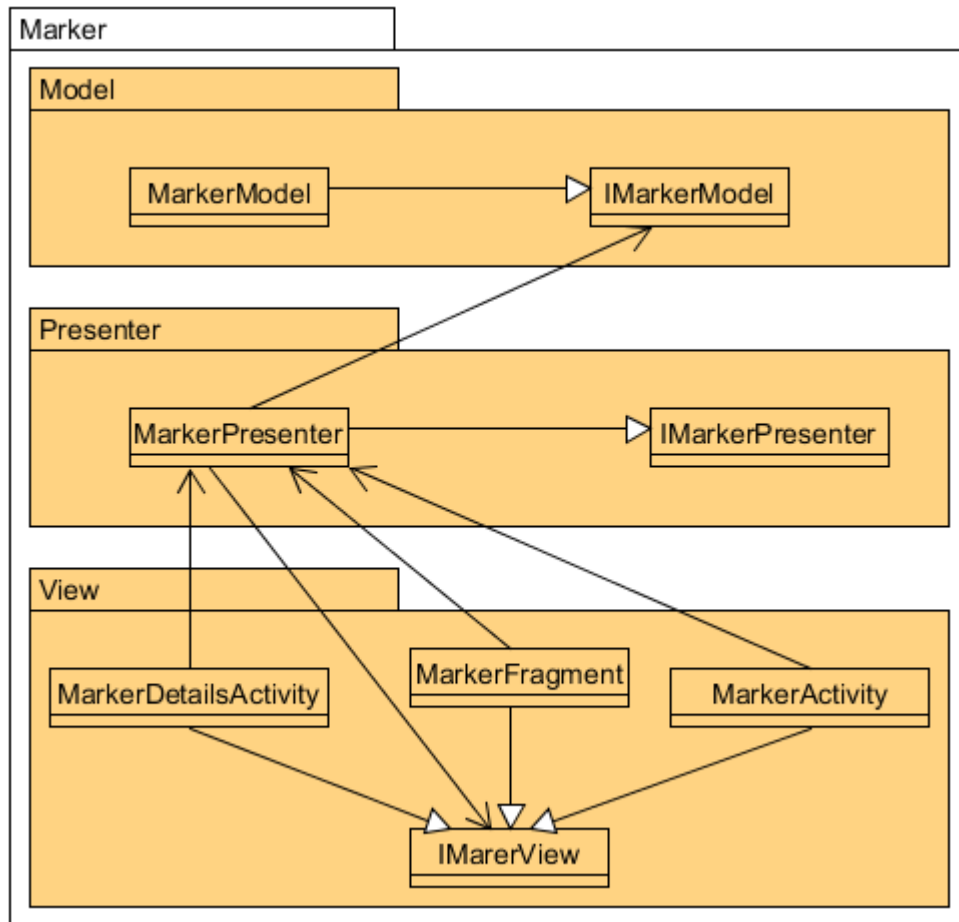 Marker
Model
MarkerModel
IMarkerModel
Presenter
MarkerPresenter
IMarkerPresenter
View
MarkerDetailsActivity
MarkerFragment
MarkerActivity
IMarerView